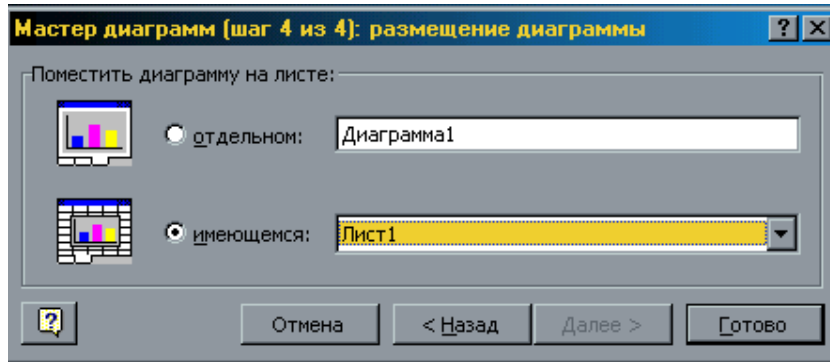 Мастер диаграмм (шаг 4 из 4): размещение диаграммы
Поместить диаграмму на листе:
отдельном: Диаграмма1
имеющемся: Лист1
Отмена < Назад Далее > Готово